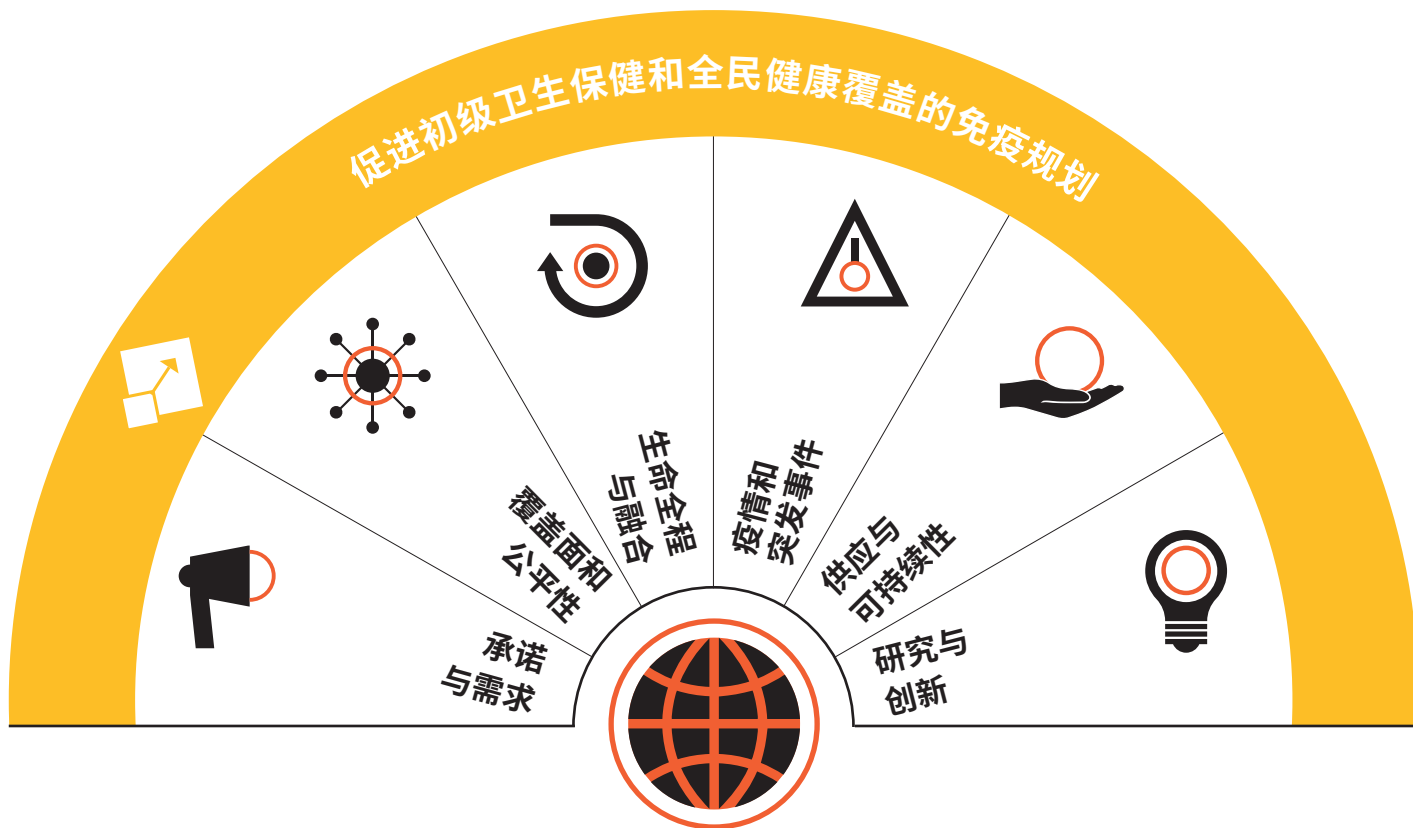 促进初级卫生保健和全民健康覆盖的免疫规划
承诺
与需求
覆盖面和
公平性
生命全程
与融合
疫情和
突发事件
供应与
可持续性
研究与
创新